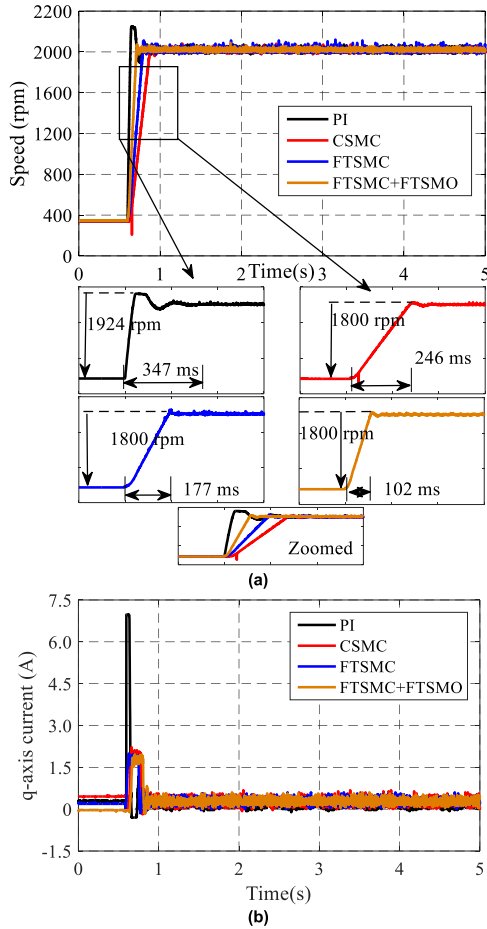 2200
2000
1600
1200
800
400
0
Speed (rpm)
PI
CSMC
FTSMC
FTSMC+FTSMO
0
1
2
3
4
5
Time(s)
1924 rpm
347 ms
1800 rpm
246 ms
1800 rpm
177 ms
1800 rpm
102 ms
Zoomed
(a)
7.5
6.0
4.5
3.0
1.5
0
-1.5
q-axis current (A)
PI
CSMC
FTSMC
FTSMC+FTSMO
0
1
2
3
4
5
Time(s)
(b)